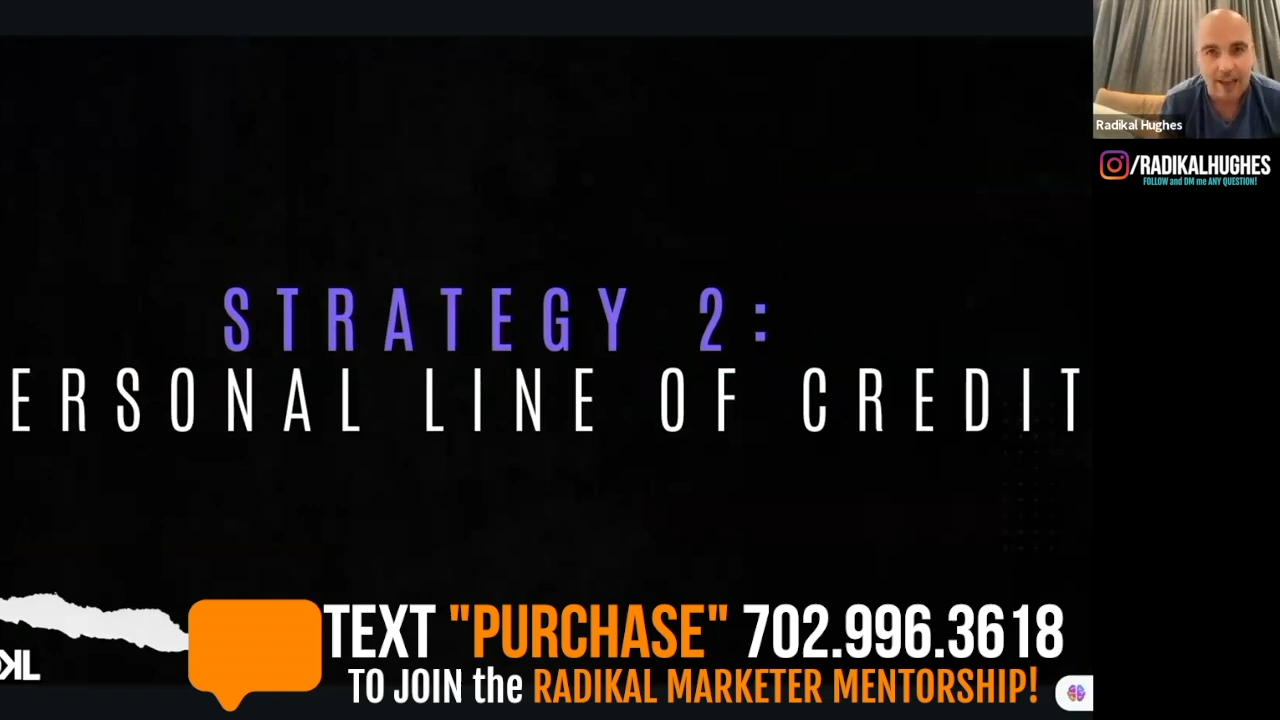 Radikal Hughes
/RADIKALHUGHES
FOLLOW and DM me ANY QUESTION!
STRATEGY 2:
ERSONAL LINE OF CREDIT
TEXT "PURCHASE" 702.996.3618
TO JOIN the RADIKAL MARKETER MENTORSHIP!